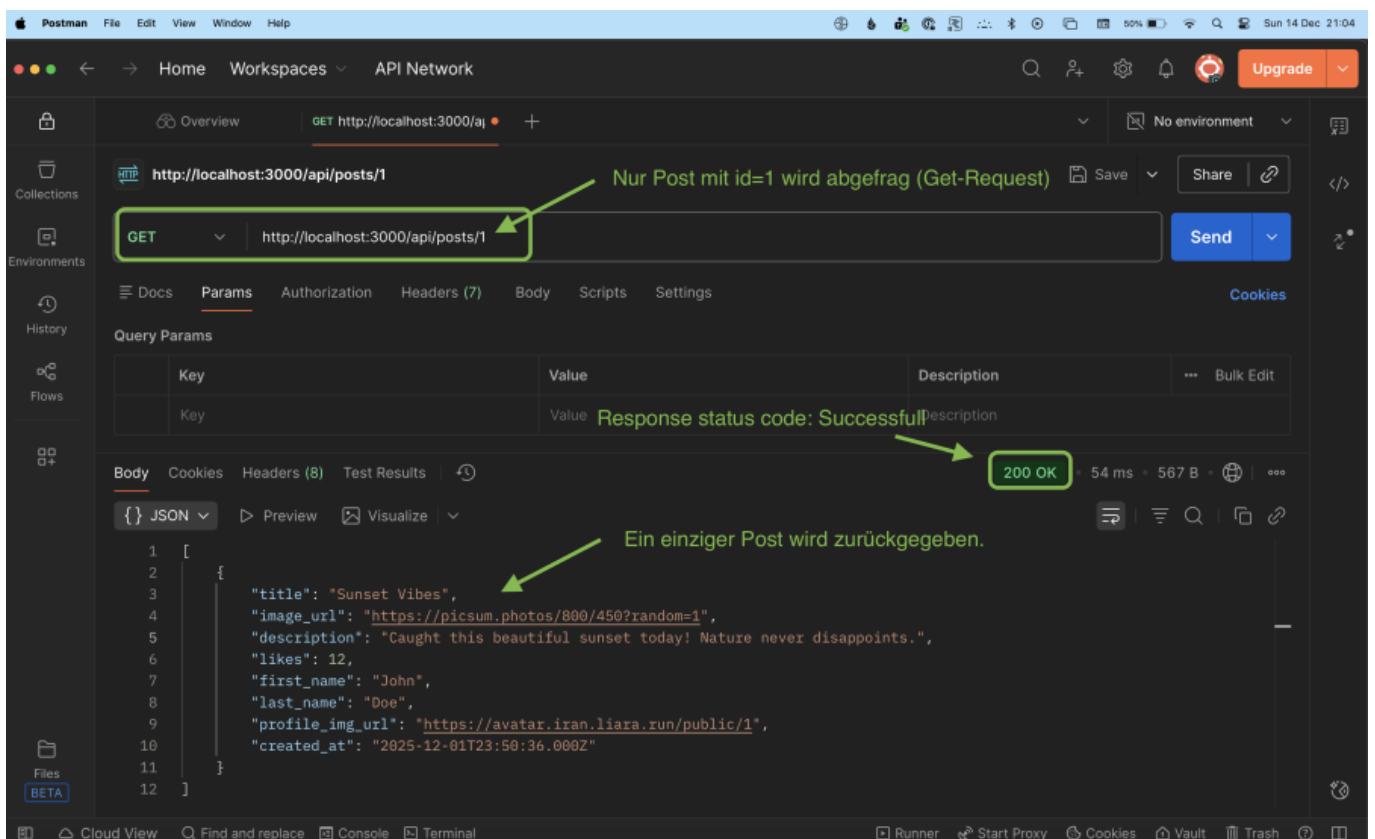 Postman File Edit View Window Help 50% Sun 14 Dec 21:04
Home Workspaces API Network Upgrade
Overview GET http://localhost:3000/a No environment
HTTP http://localhost:3000/api/posts/1 Nur Post mit id=1 wird abgefrag (Get-Request) Save Share
Collections
GET http://localhost:3000/api/posts/1 Send
Environments
Docs Params Authorization Headers (7) Body Scripts Settings Cookies
History
Query Params
Key Value Description Bulk Edit
Flows
Key Value Response status code: Successfull Description
Body Cookies Headers (8) Test Results 200 OK 54 ms 567 B
{} JSON Preview Visualize
Ein einziger Post wird zurückgegeben.
1 [
2 {
3 "title": "Sunset Vibes",
4 "image_url": "https://picsum.photos/800/450?random=1",
5 "description": "Caught this beautiful sunset today! Nature never disappoints.",
6 "likes": 12,
7 "first_name": "John",
8 "last_name": "Doe",
9 "profile_img_url": "https://avatar.iran.liara.run/public/1",
10 "created_at": "2025-12-01T23:50:36.000Z"
11 }
12 ]
Files
BETA
Cloud View Find and replace Console Terminal Runner Start Proxy Cookies Vault Trash